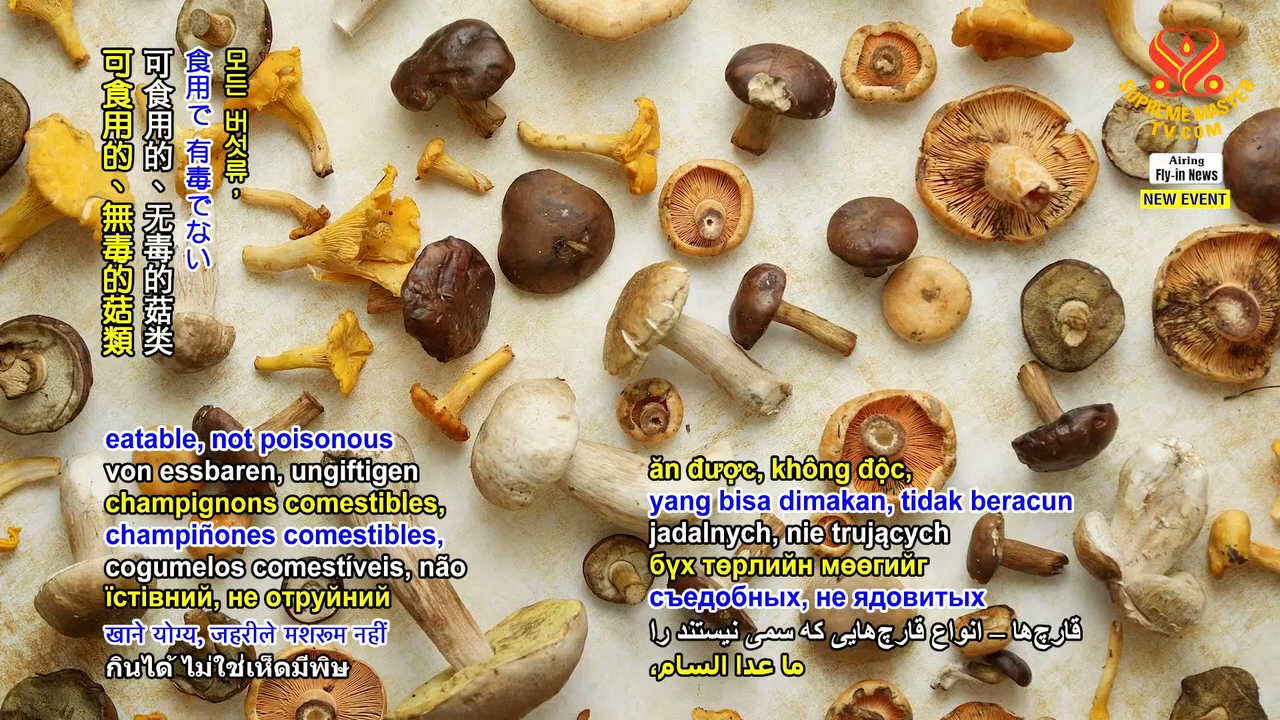 可食用的、無毒的菇類
可食用的、无毒的菇类
食用で 有毒でない
모든 버섯류,
SUPREME MASTER
TV.COM
Airing
Fly-in News
NEW EVENT
eatable, not poisonous
von essbaren, ungiftigen
champignons comestibles,
champiñones comestibles,
cogumelos comestíveis, não
їстівний, не отруйний
खाने योग्य, जहरीले मशरूम नहीं
กินได้ ไม่ใช่เห็ดมีพิษ
ăn được, không độc,
yang bisa dimakan, tidak beracun
jadalnych, nie trujących
бүх төрлийн мөөгийг
съедобных, не ядовитых
قارچ‌ها – انواع قارچ‌هایی که سمی نیستند را
ما عدا السام،